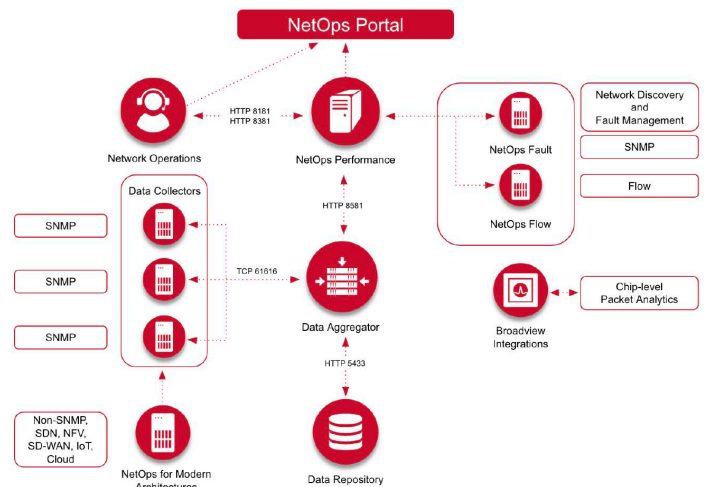 NetOps Portal
HTTP 8181
HTTP 8381
Network Operations
NetOps Performance
NetOps Fault
NetOps Flow
Network Discovery
and
Fault Management
SNMP
Flow
Data Collectors
HTTP 8581
SNMP
SNMP
SNMP
TCP 61616
Data Aggregator
Broadview
Integrations
Chip-level
Packet Analytics
HTTP 5433
Non-SNMP,
SDN, NFV,
SD-WAN, IoT,
Cloud
NetOps for Modern
Architectures
Data Repository